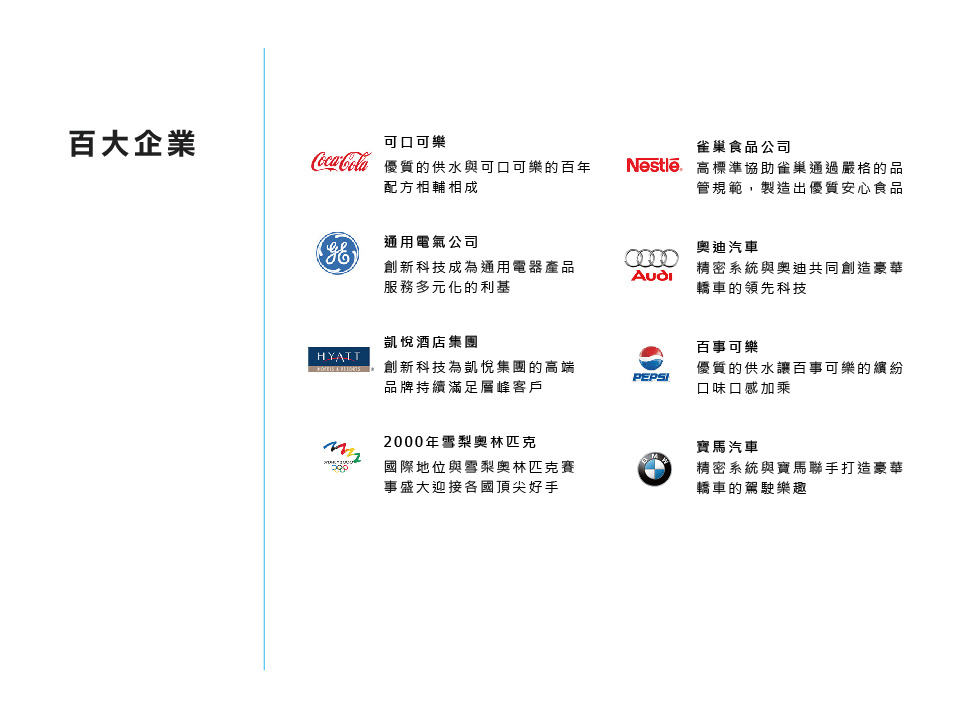 百大企業
Coca-Cola
可口可樂
優質的供水與可口可樂的百年
配方相輔相成
GE
通用電氣公司
創新科技成為通用電器產品
服務多元化的利基
HYATT
凱悅酒店集團
創新科技為凱悅集團的高端
品牌持續滿足層峰客戶
2000年雪梨奧林匹克
國際地位與雪梨奧林匹克賽
事盛大迎接各國頂尖好手
Nestlé
雀巢食品公司
高標準協助雀巢通過嚴格的品
管規範，製造出優質安心食品
Audi
奧迪汽車
精密系統與奧迪共同創造豪華
轎車的領先科技
PEPSI
百事可樂
優質的供水讓百事可樂的繽紛
口味口感加乘
BMW
寶馬汽車
精密系統與寶馬聯手打造豪華
轎車的駕駛樂趣